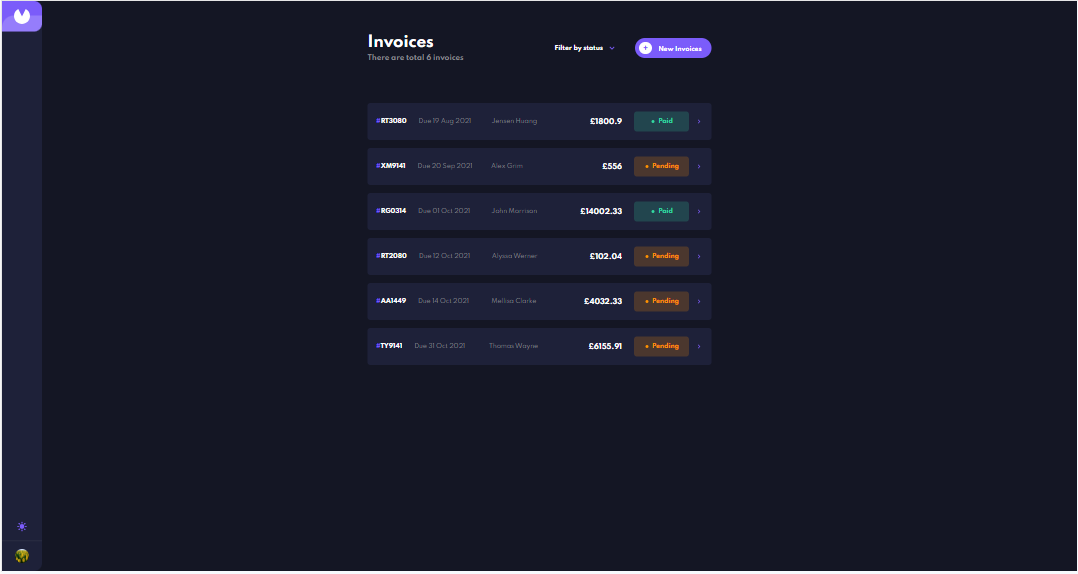 Invoices
There are total 6 invoices
Filter by status
New Invoices
#RT3080 Due 19 Aug 2021 Jensen Huang £1800.9 Paid
#XM9141 Due 20 Sep 2021 Alex Grim £556 Pending
#RG0314 Due 01 Oct 2021 John Morrison £14002.33 Paid
#RT2080 Due 12 Oct 2021 Alysa Werner £102.04 Pending
#AA1449 Due 14 Oct 2021 Mellisa Clarke £4032.33 Pending
#TY9141 Due 31 Oct 2021 Thomas Wayne £6155.91 Pending